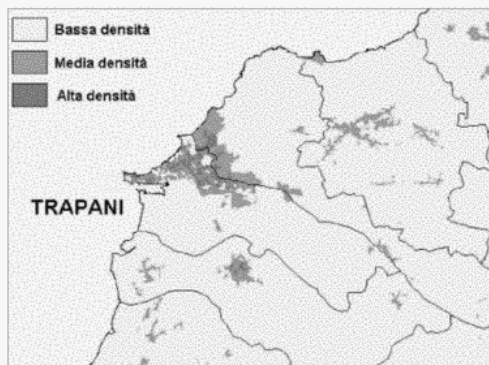 Bassa densità
Media densità
Alta densità
TRAPANI